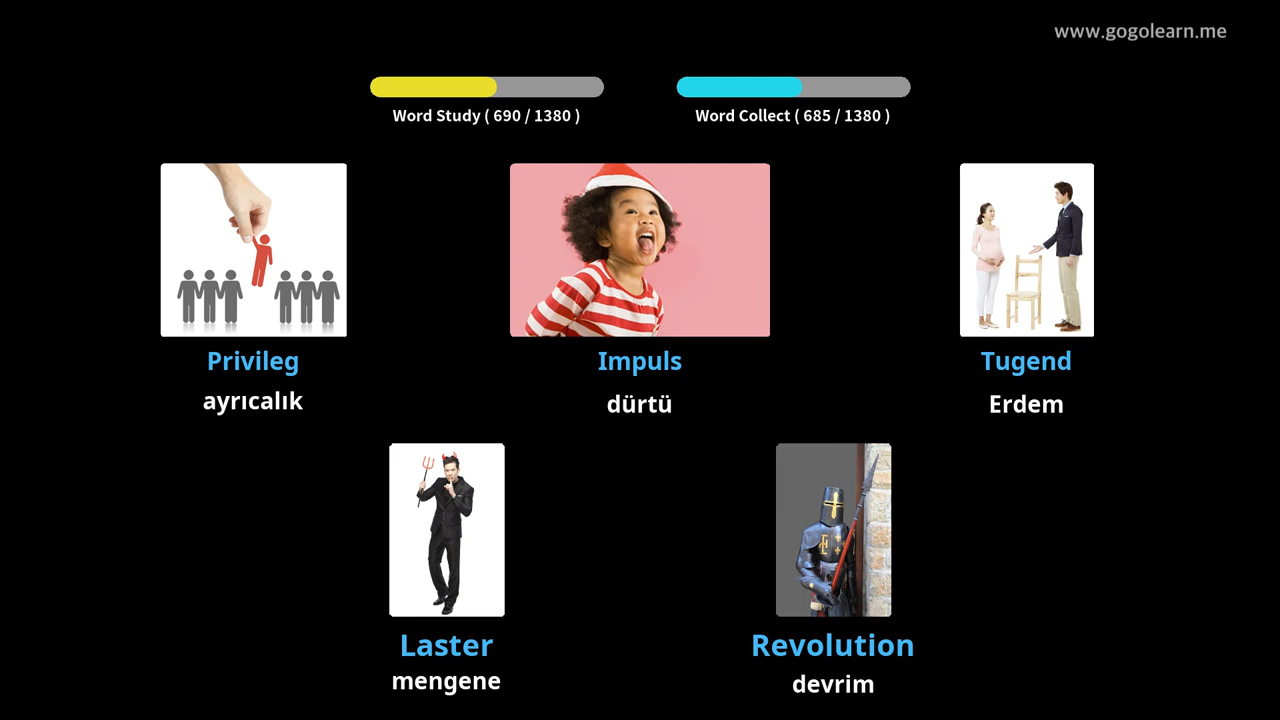 www.gogolearn.me
Word Study ( 690 / 1380 )
Word Collect ( 685 / 1380 )
Privileg
ayrıcalık
Impuls
dürtü
Tugend
Erdem
Laster
mengene
Revolution
devrim